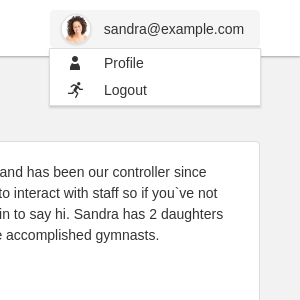 sandra@example.com
Profile
Logout
and has been our controller since
to interact with staff so if you`ve not
in to say hi. Sandra has 2 daughters
accomplished gymnasts.